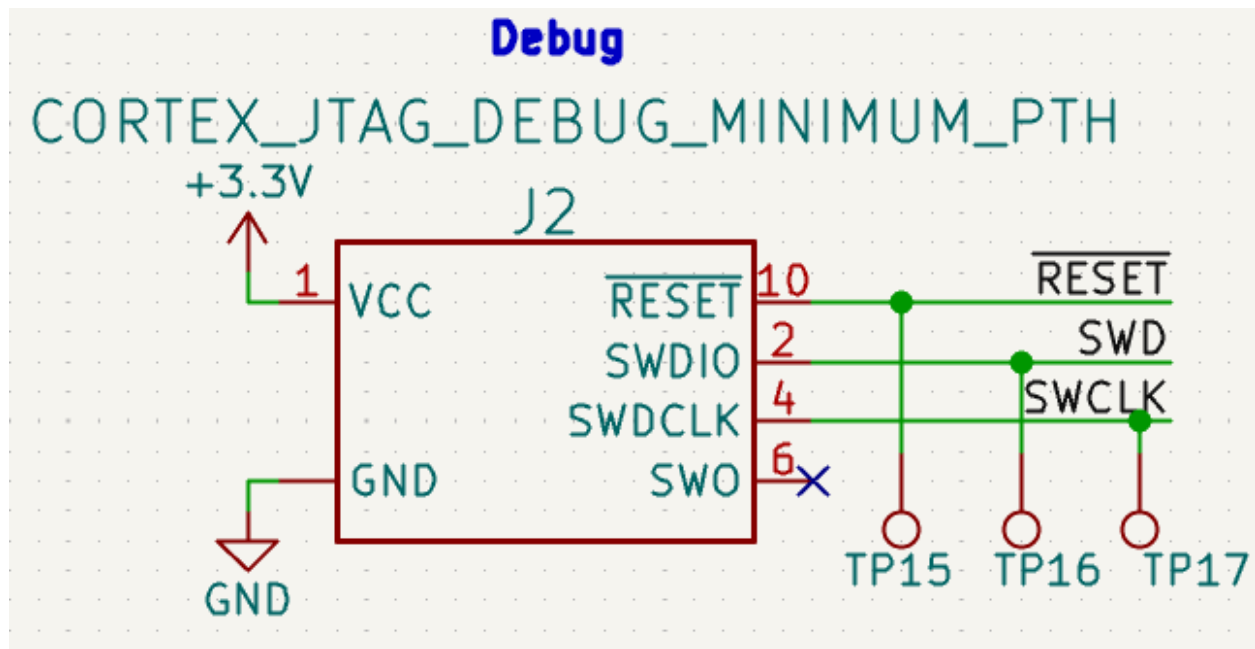 Debug
CORTEX_JTAG_DEBUG_MINIMUM_PTH
+3.3V
J2
1 VCC
RESET 10 RESET
SWDIO 2 SWD
SWDCLK 4 SWCLK
GND SWO 6
TP15 TP16 TP17
GND